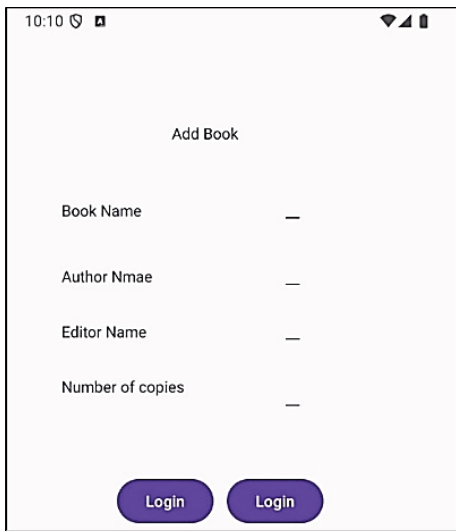 10:10
Add Book
Book Name
Author Nmae
Editor Name
Number of copies
Login Login